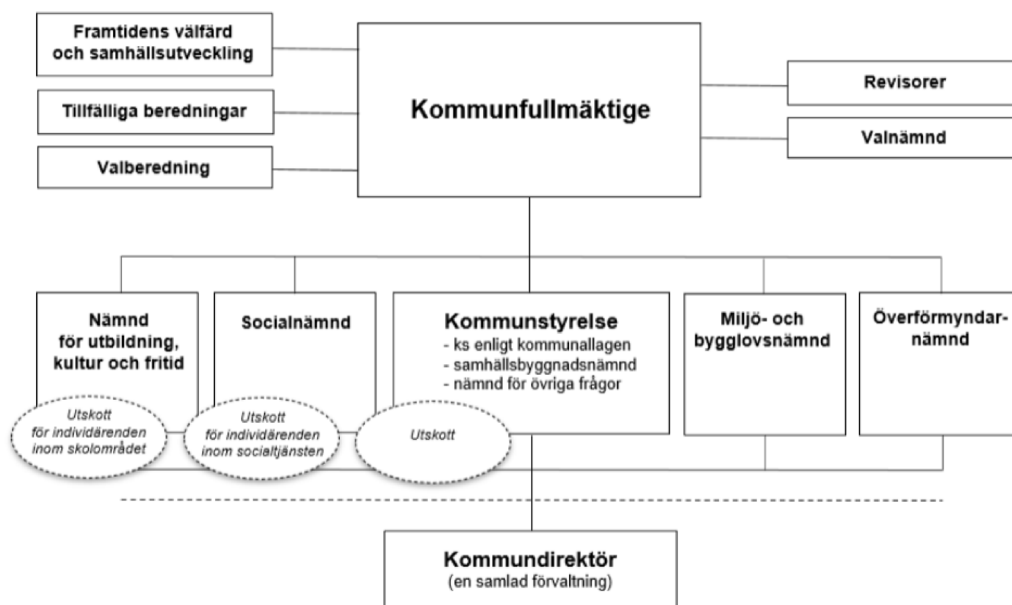 Framtidens välfärd
och samhällsutveckling
Tillfälliga beredningar
Valberedning
Kommunfullmäktige
Revisorer
Valnämnd
Nämnd
för utbildning,
kultur och fritid
Utskott
för individärenden
inom skolområdet
Socialnämnd
Utskott
för individärenden
inom socialtjänsten
Kommunstyrelse
- ks enligt kommunallagen
- samhällsbyggnadsnämnd
- nämnd för övriga frågor
Utskott
Miljö- och
bygglovsnämnd
Överförmyndar-
nämnd
Kommundirektör
(en samlad förvaltning)